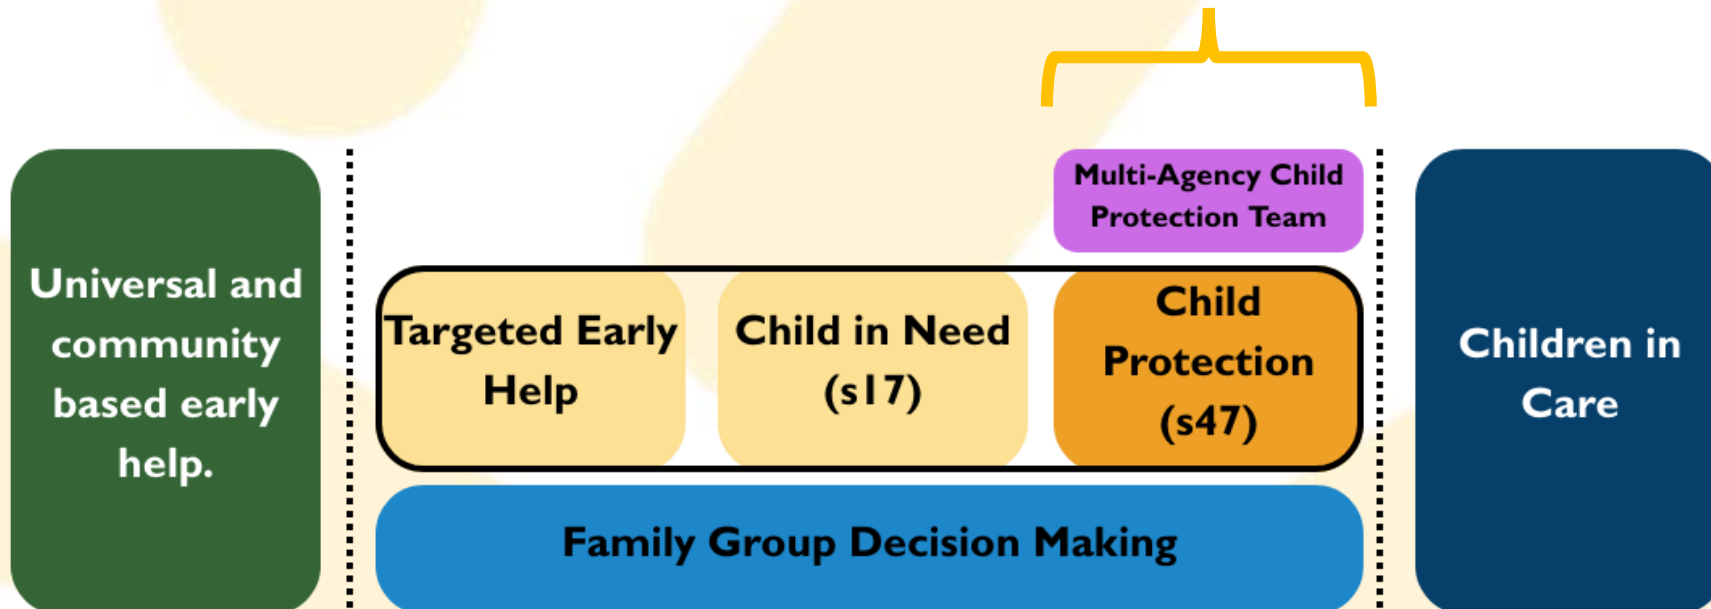 Universal and
community
based early
help.
Multi-Agency Child
Protection Team
Targeted Early
Help
Child in Need
(s17)
Child
Protection
(s47)
Family Group Decision Making
Children in
Care